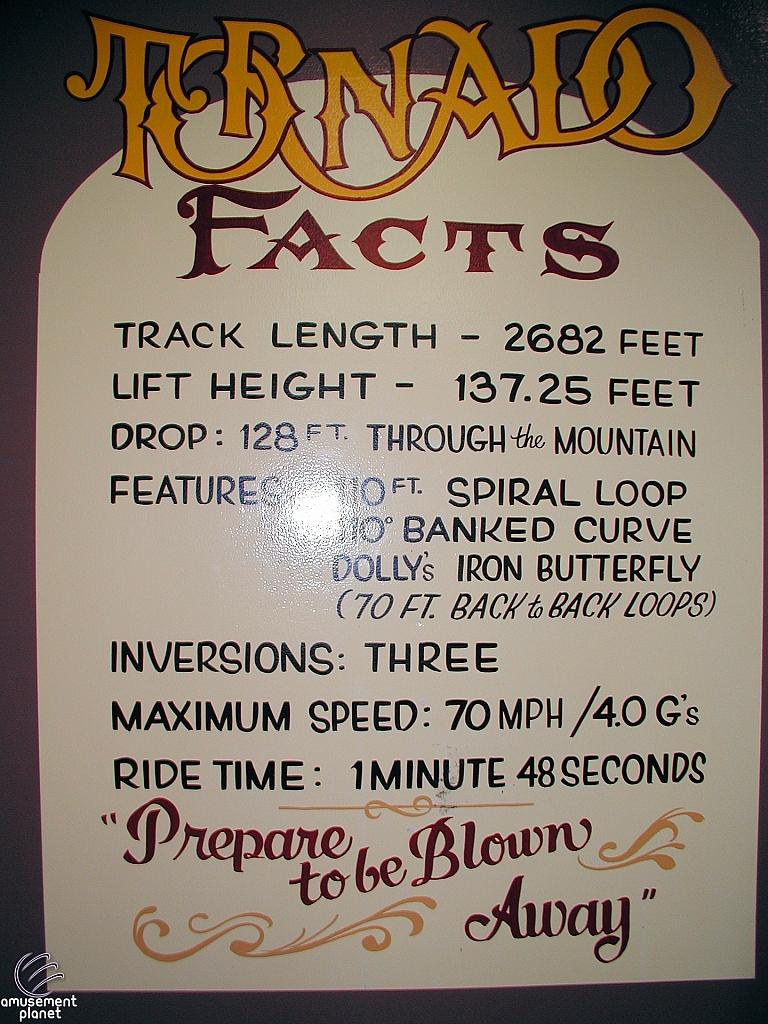 TORNADO
FACTS
TRACK LENGTH - 2682 FEET
LIFT HEIGHT - 137.25 FEET
DROP: 128 FT. THROUGH the MOUNTAIN
FEATURES FT. SPIRAL LOOP
BANKED CURVE
DOLLY's IRON BUTTERFLY
(70 FT. BACK to BACK LOOPS)
INVERSIONS: THREE
MAXIMUM SPEED: 70 MPH /4.0 G's
RIDE TIME: 1 MINUTE 48 SECONDS
"Prepare
to be Blown
Away"
amusement
planet